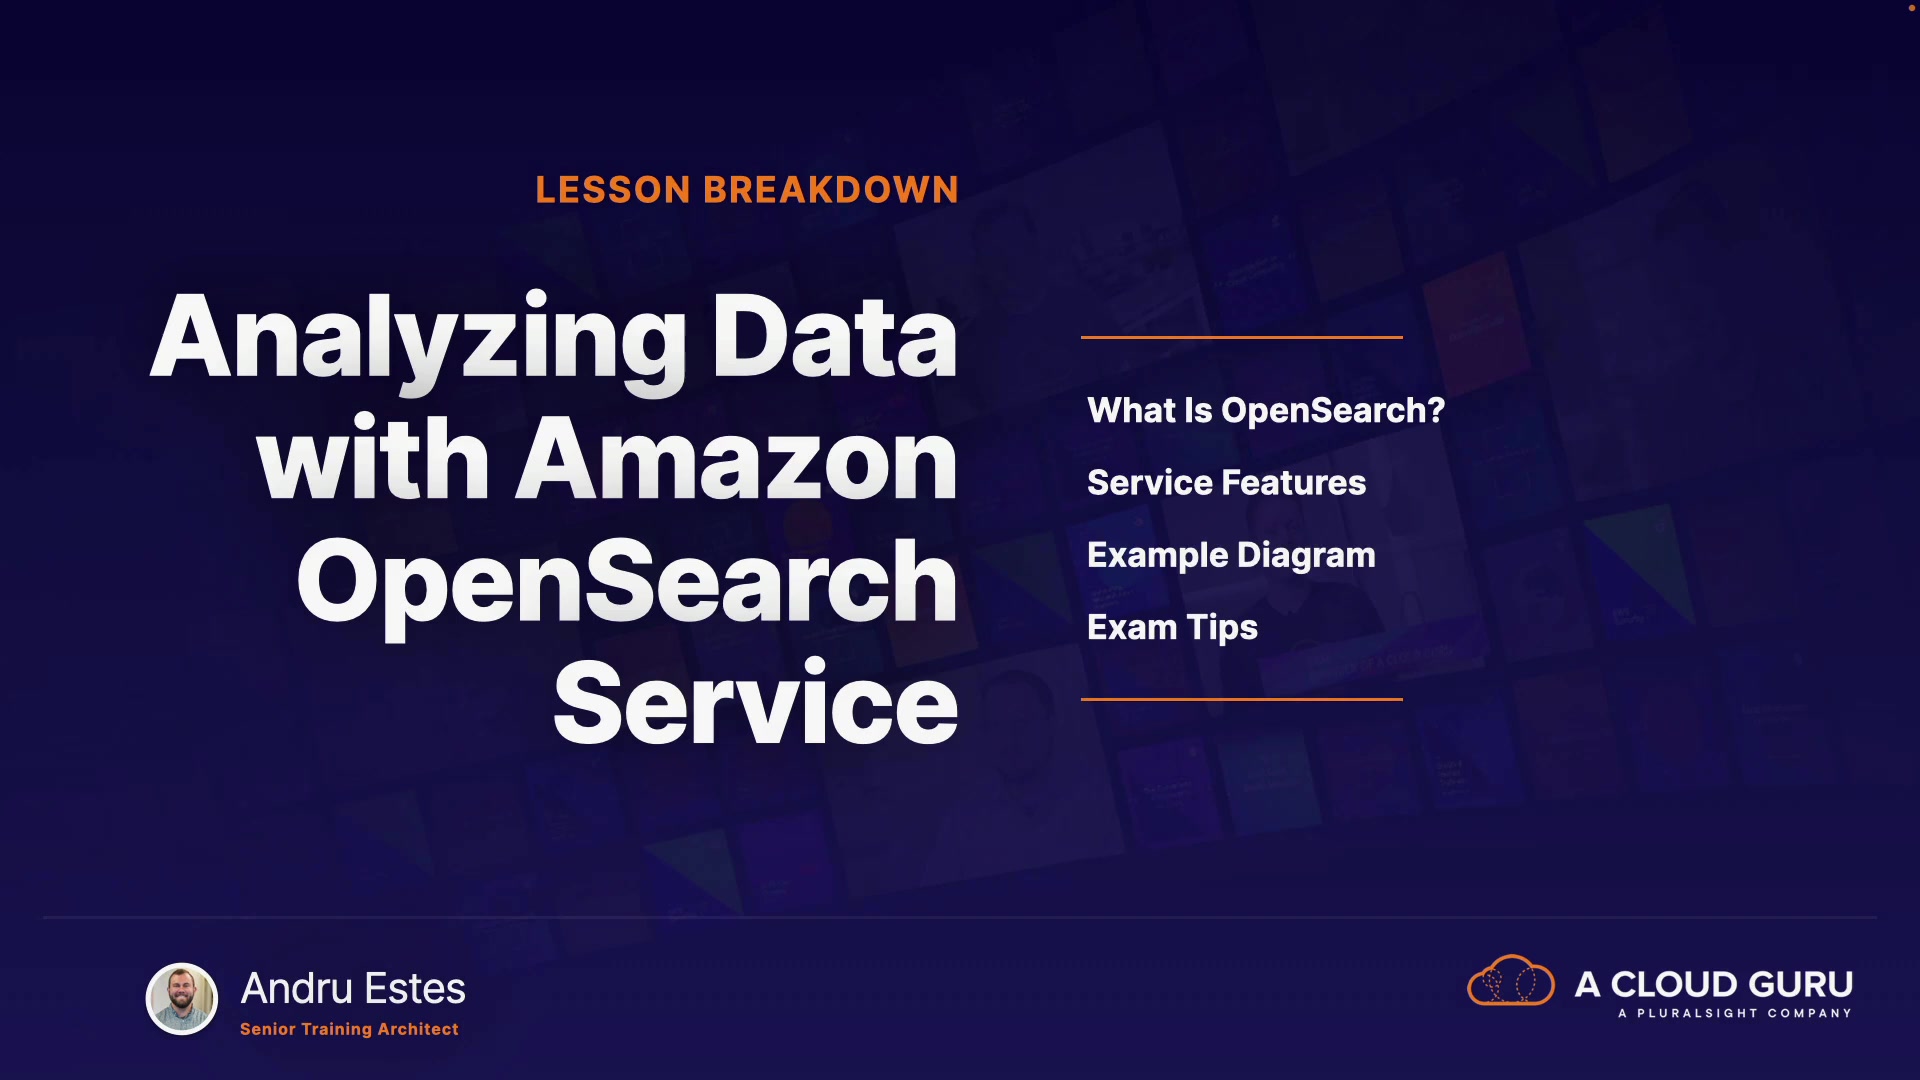 LESSON BREAKDOWN
Analyzing Data
with Amazon
OpenSearch
Service
What Is OpenSearch?
Service Features
Example Diagram
Exam Tips
Andru Estes
Senior Training Architect
A CLOUD GURU
A PLURALSIGHT COMPANY